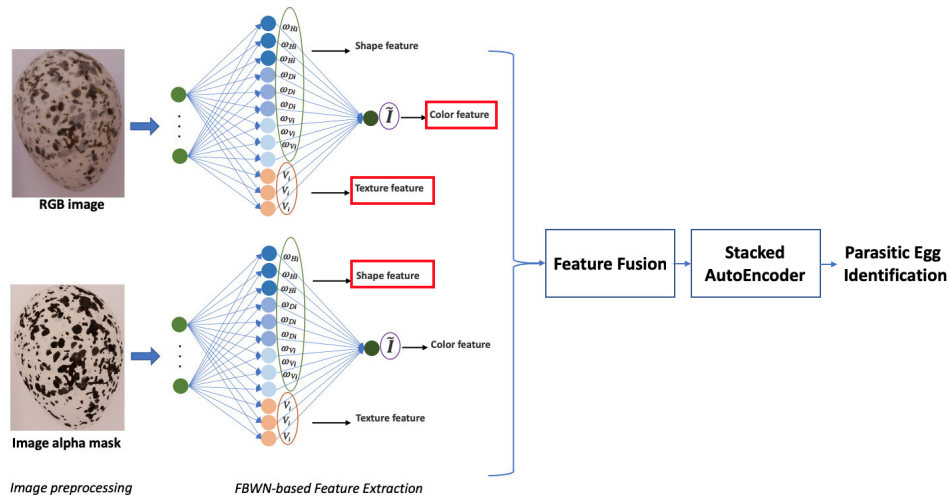 ω_Hi
ω_Hi
ω_Hi
ω_Di
ω_Di
ω_Di
ω_Vi
ω_Vi
ω_Vi
V_i
V_i
V_i
Shape feature
Ĩ
Color feature
Texture feature
RGB image
ω_Hi
ω_Hi
ω_Hi
ω_Di
ω_Di
ω_Di
ω_Vi
ω_Vi
ω_Vi
V_i
V_i
V_i
Shape feature
Ĩ
Color feature
Texture feature
Image alpha mask
Image preprocessing
FBWN-based Feature Extraction
Feature Fusion
Stacked
AutoEncoder
Parasitic Egg
Identification